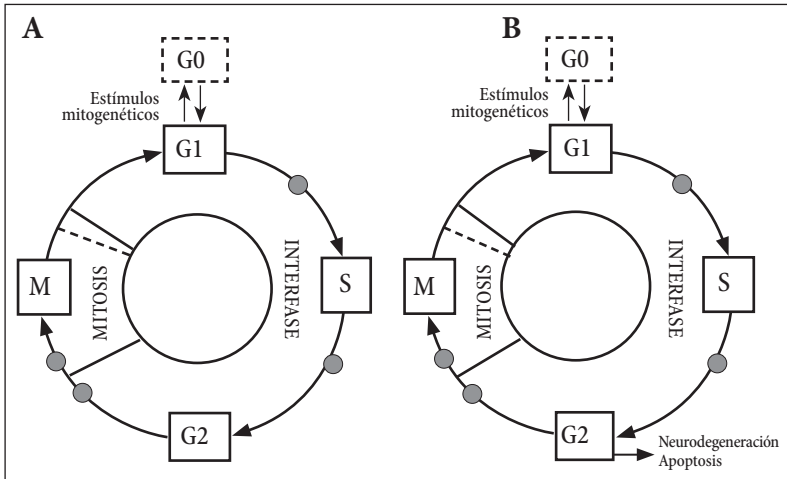 A
G0
Estímulos
mitogenéticos
G1
INTERFASE
S
G2
M
MITOSIS
B
G0
Estímulos
mitogenéticos
G1
INTERFASE
S
G2
Neurodegeneración
Apoptosis
M
MITOSIS